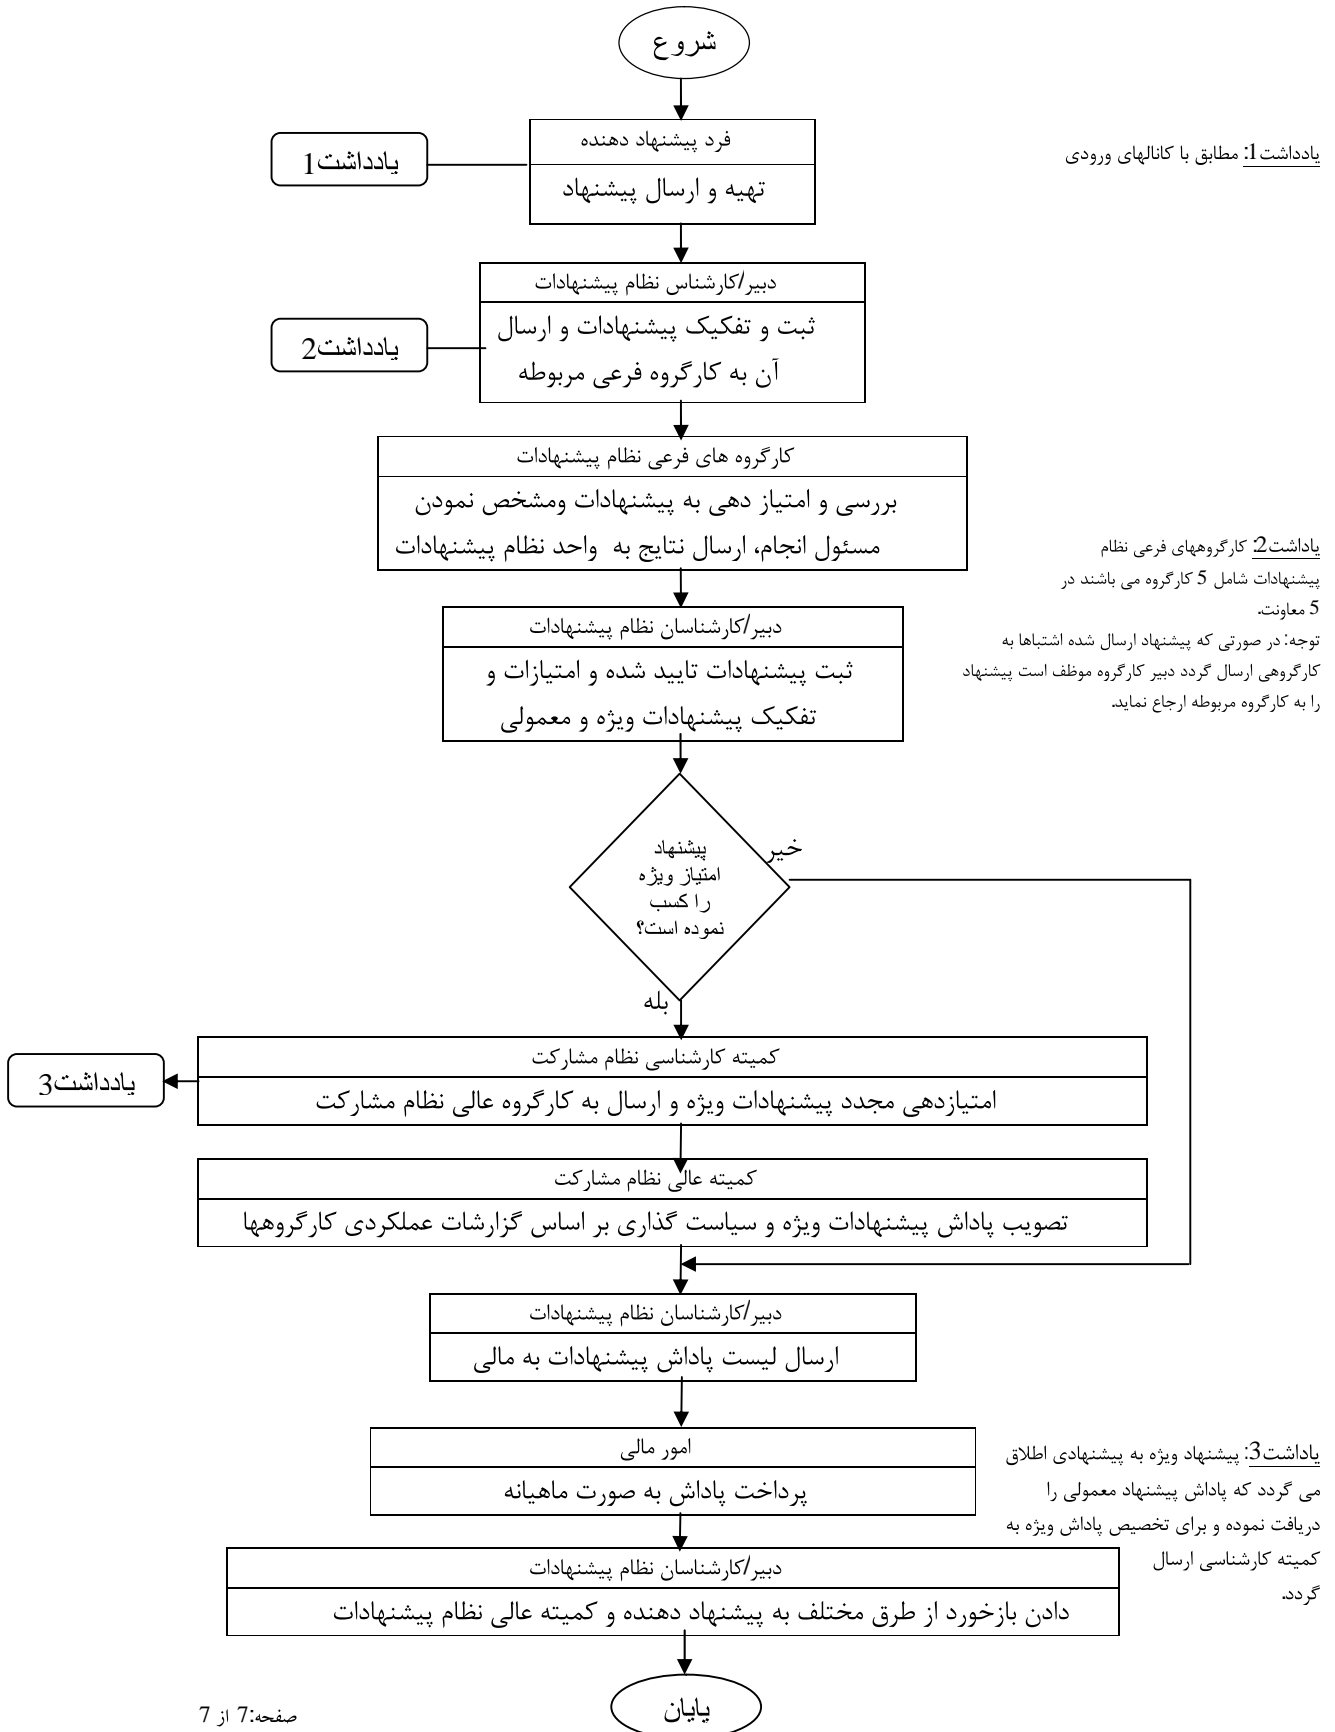 شروع
فرد پیشنهاد دهنده
تهیه و ارسال پیشنهاد
یادداشت1
یادداشت1: مطابق با کانالهای ورودی
دبیر/کارشناس نظام پیشنهادات
ثبت و تفکیک پیشنهادات و ارسال
آن به کارگروه فرعی مربوطه
یادداشت2
کارگروه های فرعی نظام پیشنهادات
بررسی و امتیاز دهی به پیشنهادات ومشخص نمودن
مسئول انجام، ارسال نتایج به واحد نظام پیشنهادات
یاداشت2: کارگروههای فرعی نظام
پیشنهادات شامل 5 کارگروه می باشند در
5 معاونت.
توجه: در صورتی که پیشنهاد ارسال شده اشتباها به
کارگروهی ارسال گردد دبیر کارگروه موظف است پیشنهاد
را به کارگروه مربوطه ارجاع نماید.
دبیر/کارشناسان نظام پیشنهادات
ثبت پیشنهادات تایید شده و امتیازات و
تفکیک پیشنهادات ویژه و معمولی
پیشنهاد
امتیاز ویژه
را کسب
نموده است؟
خیر
بله
کمیته کارشناسی نظام مشارکت
امتیازدهی مجدد پیشنهادات ویژه و ارسال به کارگروه عالی نظام مشارکت
یادداشت3
کمیته عالی نظام مشارکت
تصویب پاداش پیشنهادات ویژه و سیاست گذاری بر اساس گزارشات عملکردی کارگروهها
دبیر/کارشناسان نظام پیشنهادات
ارسال لیست پاداش پیشنهادات به مالی
امور مالی
پرداخت پاداش به صورت ماهیانه
یاداشت3: پیشنهاد ویژه به پیشنهادی اطلاق
می گردد که پاداش پیشنهاد معمولی را
دریافت نموده و برای تخصیص پاداش ویژه به
کمیته کارشناسی ارسال
گردد.
دبیر/کارشناسان نظام پیشنهادات
دادن بازخورد از طرق مختلف به پیشنهاد دهنده و کمیته عالی نظام پیشنهادات
پایان
صفحه:7 از 7